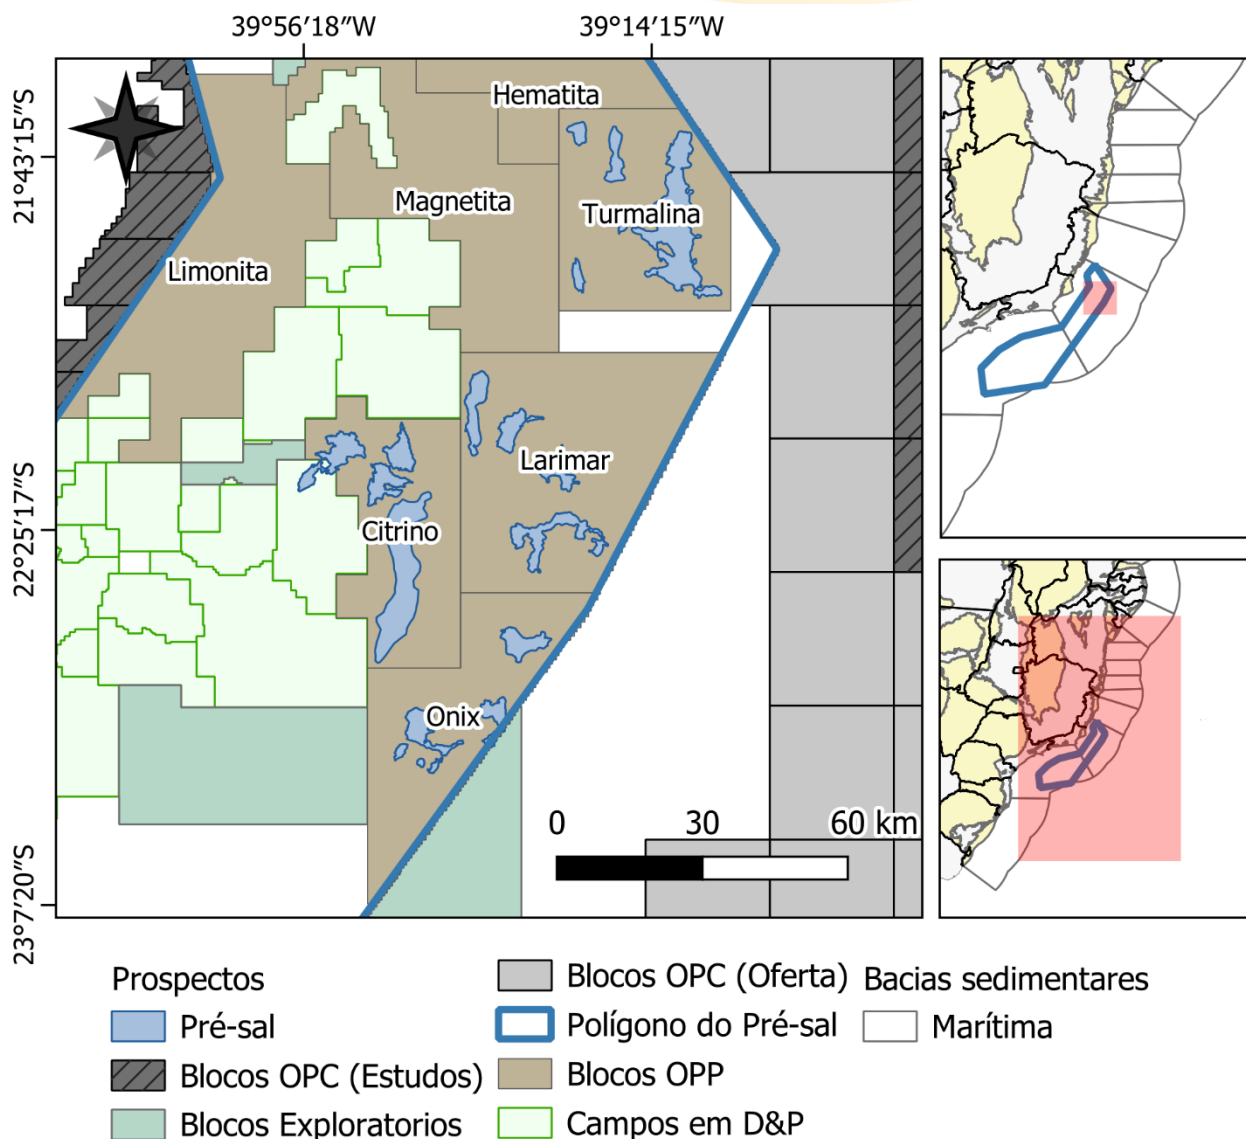 39°56′18″W
39°14′15″W
21°43′15″S
22°25′17″S
23°7′20″S
Hematita
Magnetita
Turmalina
Limonita
Larimar
Citrino
Onix
0 30 60 km
Prospectos
Pré-sal
Blocos OPC (Estudos)
Blocos Exploratorios
Blocos OPC (Oferta)
Polígono do Pré-sal
Blocos OPP
Campos em D&P
Bacias sedimentares
Marítima